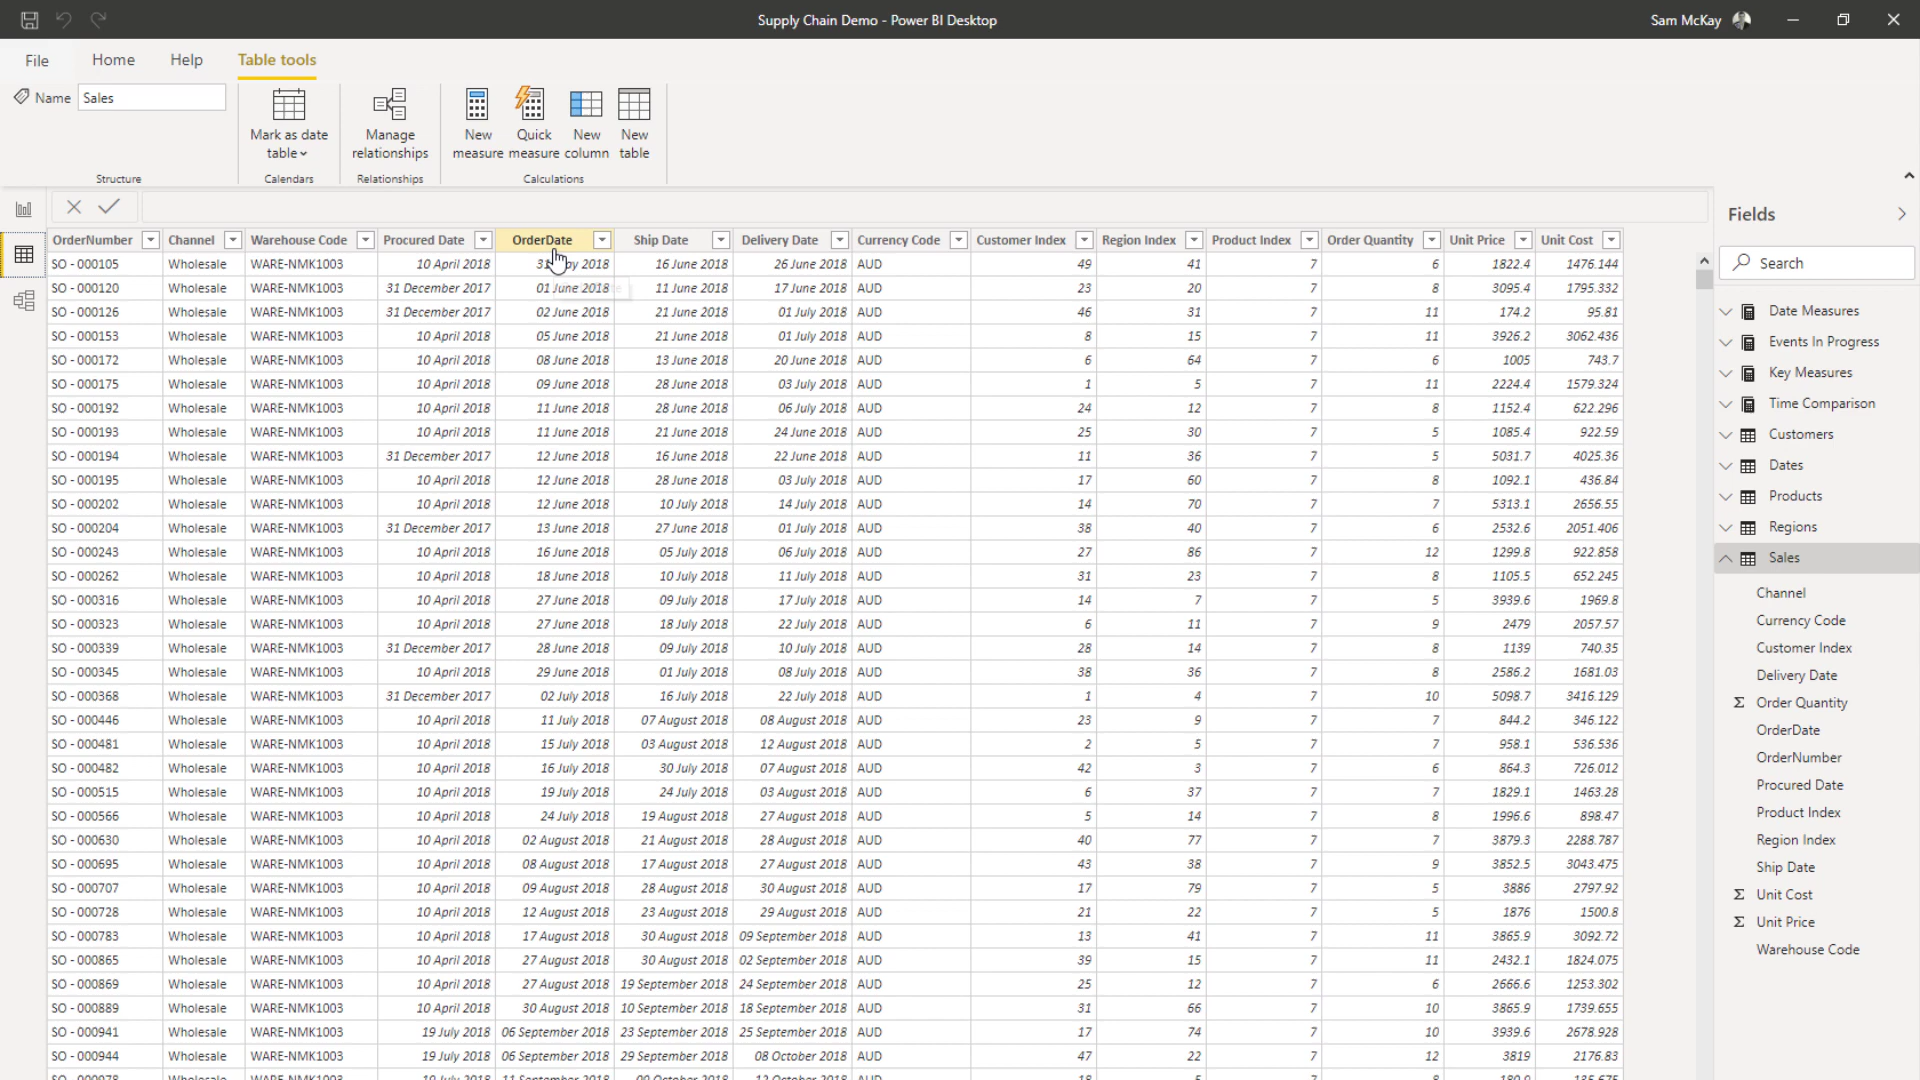 Supply Chain Demo - Power BI Desktop
Sam McKay
File Home Help Table tools
Name Sales
Mark as date table
Manage relationships
New measure
Quick measure
New column
New table
Structure Calendars Relationships Calculations
OrderNumber Channel Warehouse Code Procured Date OrderDate Ship Date Delivery Date Currency Code Customer Index Region Index Product Index Order Quantity Unit Price Unit Cost
SO - 000105 Wholesale WARE-NMK1003 10 April 2018 2018 16 June 2018 26 June 2018 AUD 49 41 7 6 1822.4 1476.144
SO - 000120 Wholesale WARE-NMK1003 31 December 2017 01 June 2018 11 June 2018 17 June 2018 AUD 23 20 7 8 3095.4 1795.332
SO - 000126 Wholesale WARE-NMK1003 31 December 2017 02 June 2018 21 June 2018 01 July 2018 AUD 46 31 7 11 174.2 95.81
SO - 000153 Wholesale WARE-NMK1003 10 April 2018 05 June 2018 21 June 2018 01 July 2018 AUD 8 15 7 11 3926.2 3062.436
SO - 000172 Wholesale WARE-NMK1003 10 April 2018 08 June 2018 13 June 2018 20 June 2018 AUD 6 64 7 6 1005 743.7
SO - 000175 Wholesale WARE-NMK1003 10 April 2018 09 June 2018 28 June 2018 03 July 2018 AUD 1 5 7 11 2224.4 1579.324
SO - 000192 Wholesale WARE-NMK1003 10 April 2018 11 June 2018 28 June 2018 06 July 2018 AUD 24 12 7 8 1152.4 622.296
SO - 000193 Wholesale WARE-NMK1003 10 April 2018 11 June 2018 21 June 2018 24 June 2018 AUD 25 30 7 5 1085.4 922.59
SO - 000194 Wholesale WARE-NMK1003 31 December 2017 12 June 2018 16 June 2018 22 June 2018 AUD 11 36 7 5 5031.7 4025.36
SO - 000195 Wholesale WARE-NMK1003 10 April 2018 12 June 2018 28 June 2018 03 July 2018 AUD 17 60 7 8 1092.1 436.84
SO - 000202 Wholesale WARE-NMK1003 10 April 2018 12 June 2018 10 July 2018 14 July 2018 AUD 14 70 7 7 5313.1 2656.55
SO - 000204 Wholesale WARE-NMK1003 31 December 2017 13 June 2018 27 June 2018 01 July 2018 AUD 38 40 7 6 2532.6 2051.406
SO - 000243 Wholesale WARE-NMK1003 10 April 2018 16 June 2018 05 July 2018 06 July 2018 AUD 27 86 7 12 1299.8 922.858
SO - 000262 Wholesale WARE-NMK1003 10 April 2018 18 June 2018 10 July 2018 11 July 2018 AUD 31 23 7 8 1105.5 652.245
SO - 000316 Wholesale WARE-NMK1003 10 April 2018 27 June 2018 09 July 2018 17 July 2018 AUD 14 7 7 5 3939.6 1969.8
SO - 000323 Wholesale WARE-NMK1003 10 April 2018 27 June 2018 18 July 2018 22 July 2018 AUD 6 11 7 9 2479 2057.57
SO - 000339 Wholesale WARE-NMK1003 31 December 2017 28 June 2018 09 July 2018 10 July 2018 AUD 28 14 7 8 1139 740.35
SO - 000345 Wholesale WARE-NMK1003 10 April 2018 29 June 2018 01 July 2018 08 July 2018 AUD 38 36 7 8 2586.2 1681.03
SO - 000368 Wholesale WARE-NMK1003 31 December 2017 02 July 2018 16 July 2018 22 July 2018 AUD 1 4 7 10 5098.7 3416.129
SO - 000446 Wholesale WARE-NMK1003 10 April 2018 11 July 2018 07 August 2018 08 August 2018 AUD 23 9 7 7 844.2 346.122
SO - 000481 Wholesale WARE-NMK1003 10 April 2018 15 July 2018 03 August 2018 12 August 2018 AUD 2 5 7 7 958.1 536.536
SO - 000482 Wholesale WARE-NMK1003 10 April 2018 16 July 2018 30 July 2018 07 August 2018 AUD 42 3 7 6 864.3 726.012
SO - 000515 Wholesale WARE-NMK1003 10 April 2018 19 July 2018 24 July 2018 03 August 2018 AUD 6 37 7 7 1829.1 1463.28
SO - 000566 Wholesale WARE-NMK1003 10 April 2018 24 July 2018 19 August 2018 27 August 2018 AUD 5 14 7 8 1996.6 898.47
SO - 000630 Wholesale WARE-NMK1003 10 April 2018 02 August 2018 21 August 2018 28 August 2018 AUD 40 77 7 7 3879.3 2288.787
SO - 000695 Wholesale WARE-NMK1003 10 April 2018 08 August 2018 17 August 2018 27 August 2018 AUD 43 38 7 9 3852.5 3043.475
SO - 000707 Wholesale WARE-NMK1003 10 April 2018 09 August 2018 28 August 2018 30 August 2018 AUD 17 79 7 5 3886 2797.92
SO - 000728 Wholesale WARE-NMK1003 10 April 2018 12 August 2018 23 August 2018 29 August 2018 AUD 21 22 7 5 1876 1500.8
SO - 000783 Wholesale WARE-NMK1003 10 April 2018 17 August 2018 30 August 2018 09 September 2018 AUD 13 41 7 11 3865.9 3092.72
SO - 000865 Wholesale WARE-NMK1003 10 April 2018 27 August 2018 30 August 2018 02 September 2018 AUD 39 15 7 11 2432.1 1824.075
SO - 000869 Wholesale WARE-NMK1003 10 April 2018 27 August 2018 19 September 2018 24 September 2018 AUD 25 12 7 6 2666.6 1253.302
SO - 000889 Wholesale WARE-NMK1003 10 April 2018 30 August 2018 10 September 2018 18 September 2018 AUD 31 66 7 10 3865.9 1739.655
SO - 000941 Wholesale WARE-NMK1003 19 July 2018 06 September 2018 23 September 2018 25 September 2018 AUD 17 74 7 10 3939.6 2678.928
SO - 000944 Wholesale WARE-NMK1003 19 July 2018 06 September 2018 29 September 2018 08 October 2018 AUD 47 22 7 12 3819 2176.83
Fields
Search
Date Measures
Events In Progress
Key Measures
Time Comparison
Customers
Dates
Products
Regions
Sales
Channel
Currency Code
Customer Index
Delivery Date
Σ Order Quantity
OrderDate
OrderNumber
Procured Date
Product Index
Region Index
Ship Date
Σ Unit Cost
Σ Unit Price
Warehouse Code